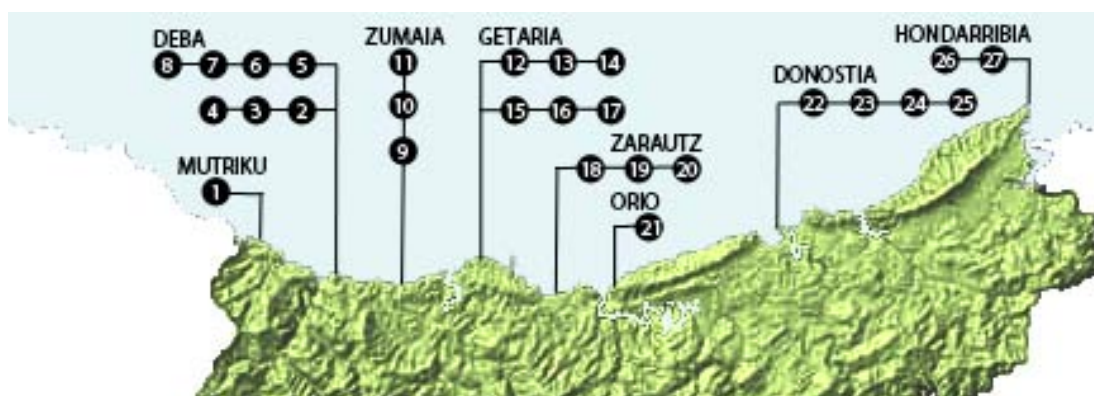 DEBA
8 7 6 5
4 3 2
MUTRIKU
1
ZUMAIA
11
10
9
GETARIA
12 13 14
15 16 17
ZARAUTZ
18 19 20
ORIO
21
DONOSTIA
22 23 24 25
HONDARRIBIA
26 27